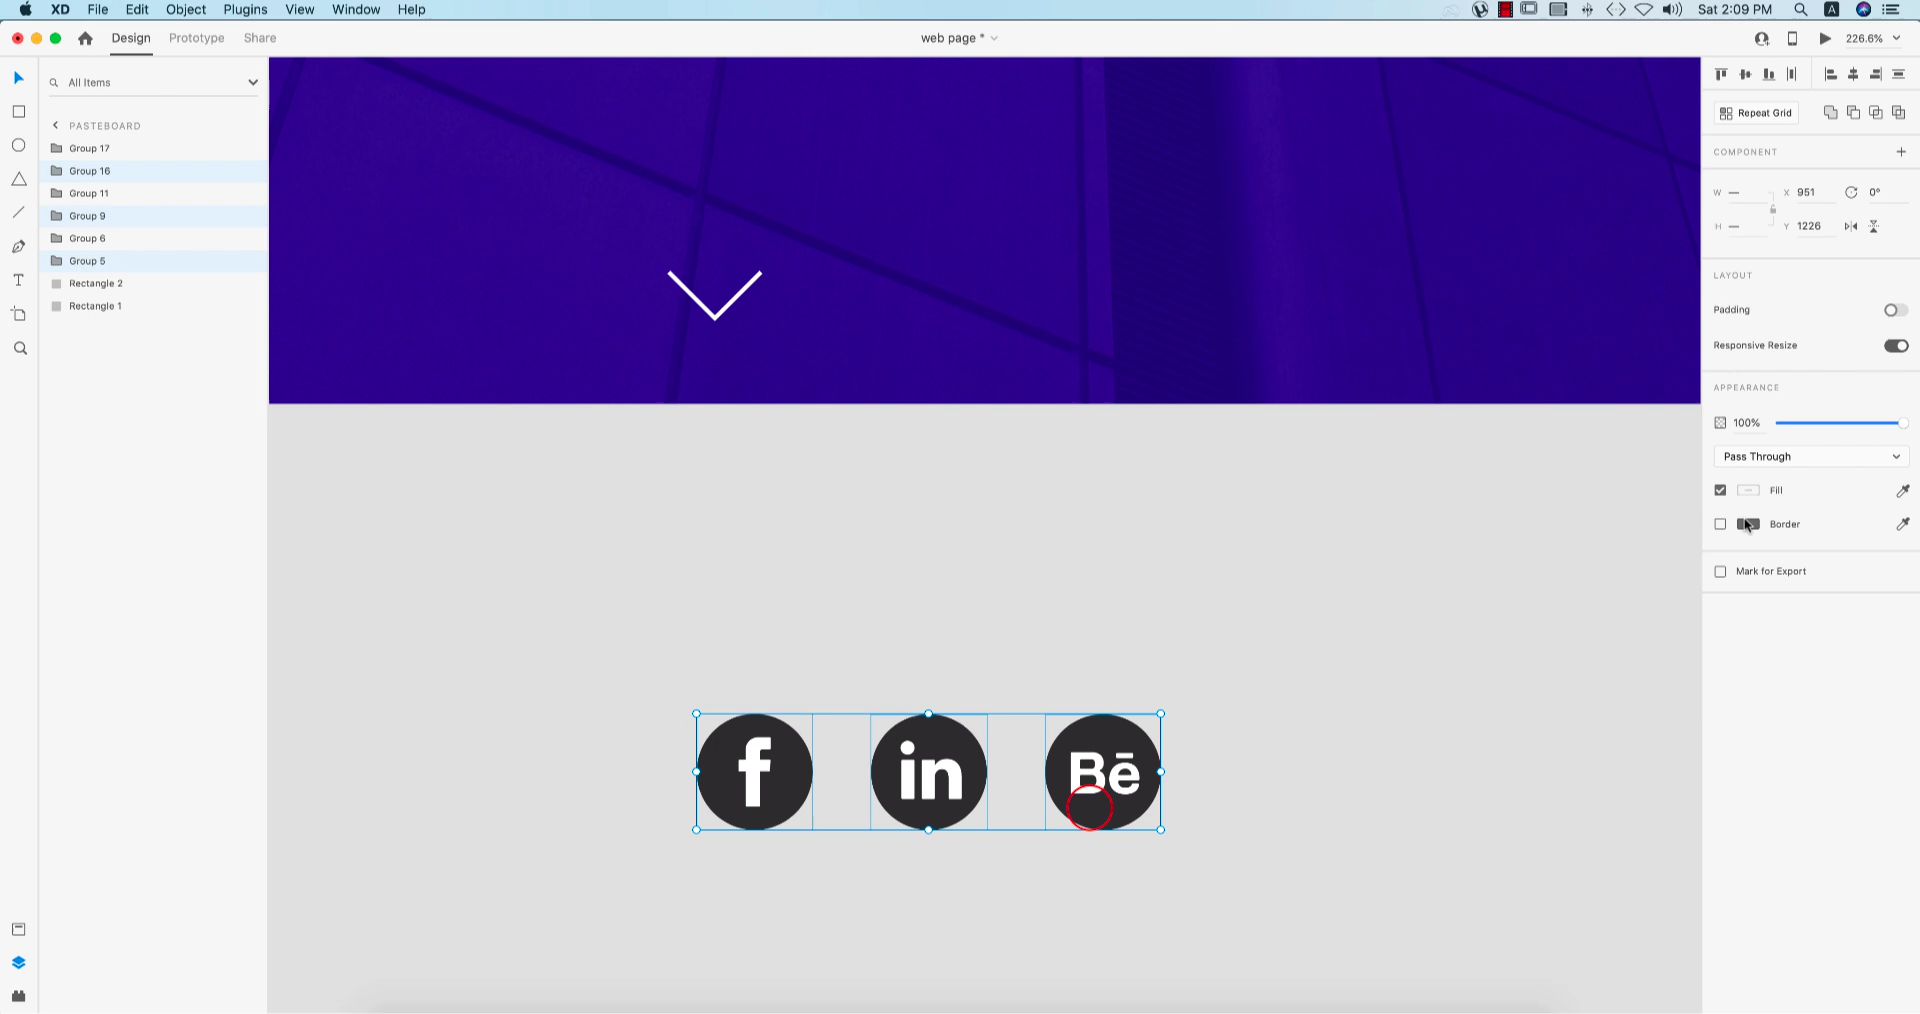 XD File Edit Object Plugins View Window Help
A Sat 2:09 PM
Design Prototype Share
web page *
226.6%
All Items
PASTEBOARD
Group 17
Group 16
Group 11
Group 9
Group 6
Group 5
Rectangle 2
Rectangle 1
T
Repeat Grid
COMPONENT
W — X 951 0°
H — Y 1226
LAYOUT
Padding
Responsive Resize
APPEARANCE
100%
Pass Through
Fill
Border
Mark for Export
f in Bē